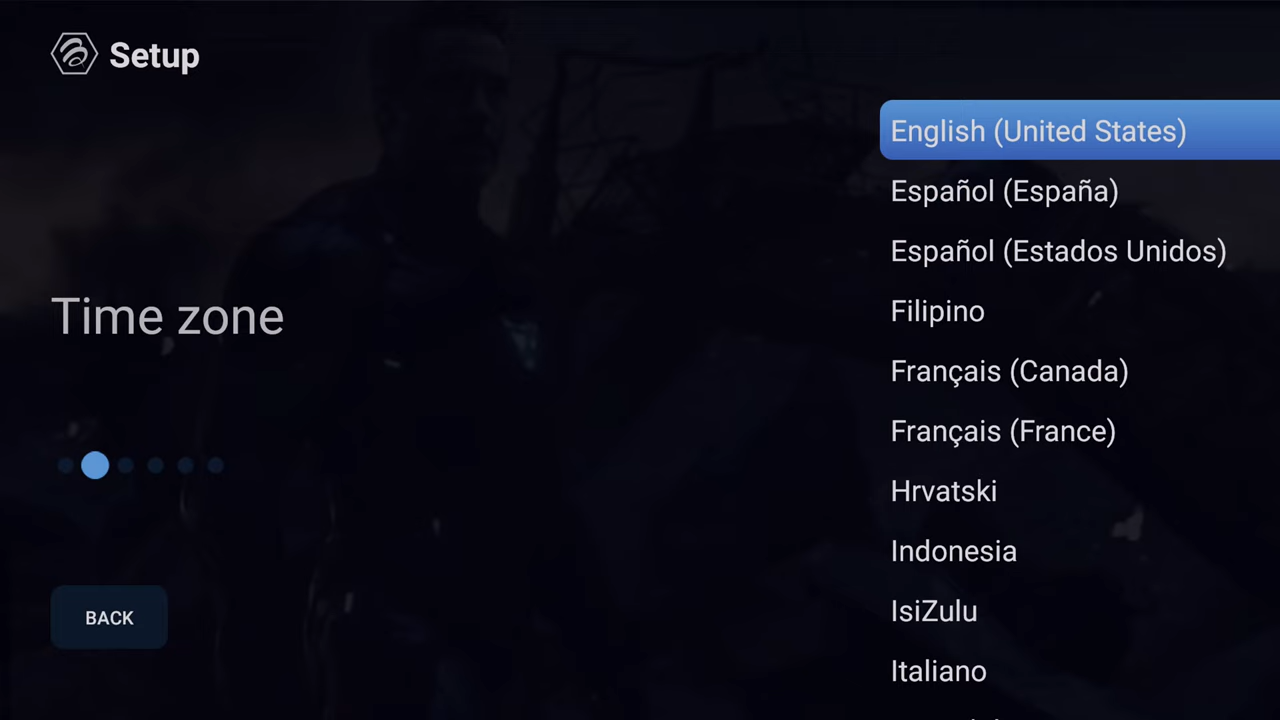 Setup
Time zone
BACK
English (United States)
Español (España)
Español (Estados Unidos)
Filipino
Français (Canada)
Français (France)
Hrvatski
Indonesia
IsiZulu
Italiano